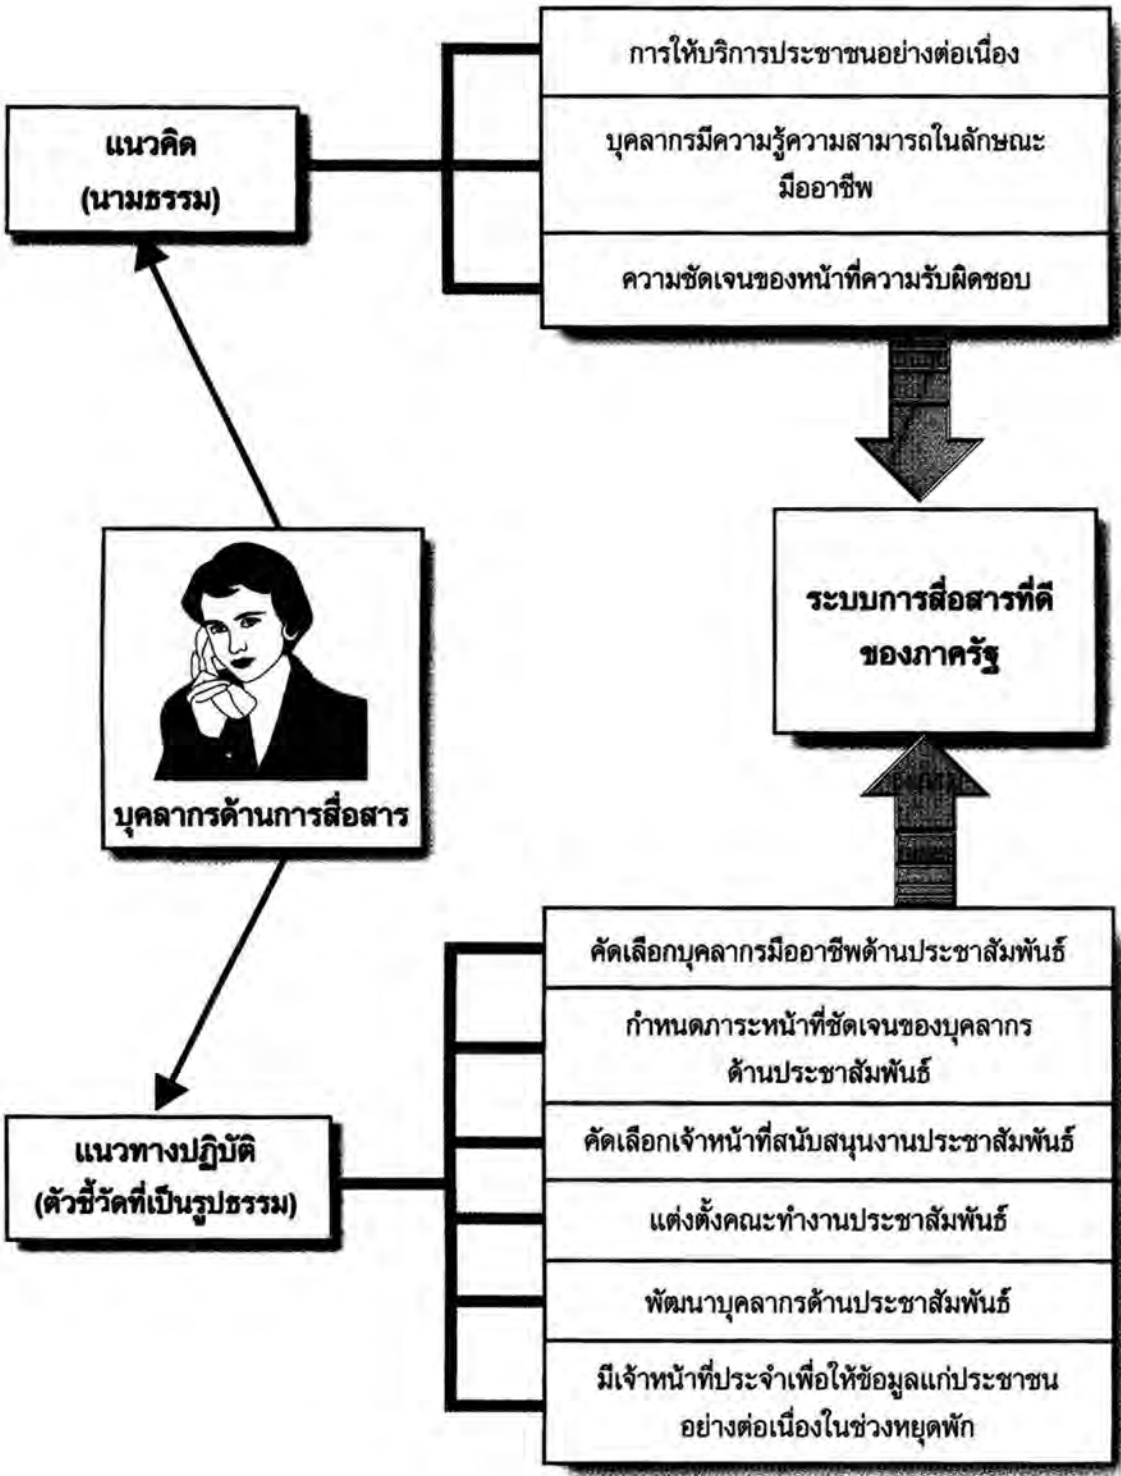 การให้บริการประชาชนอย่างต่อเนื่อง
แนวคิด
(นามธรรม)
บุคลากรมีความรู้ความสามารถในลักษณะ
มืออาชีพ
ความชัดเจนของหน้าที่ความรับผิดชอบ
ระบบการสื่อสารที่ดี
ของภาครัฐ
บุคลากรด้านการสื่อสาร
แนวทางปฏิบัติ
(ตัวชี้วัดที่เป็นรูปธรรม)
คัดเลือกบุคลากรมืออาชีพด้านประชาสัมพันธ์
กำหนดภาระหน้าที่ชัดเจนของบุคลากร
ด้านประชาสัมพันธ์
คัดเลือกเจ้าหน้าที่สนับสนุนงานประชาสัมพันธ์
แต่งตั้งคณะทำงานประชาสัมพันธ์
พัฒนาบุคลากรด้านประชาสัมพันธ์
มีเจ้าหน้าที่ประจำเพื่อให้ข้อมูลแก่ประชาชน
อย่างต่อเนื่องในช่วงหยุดพัก